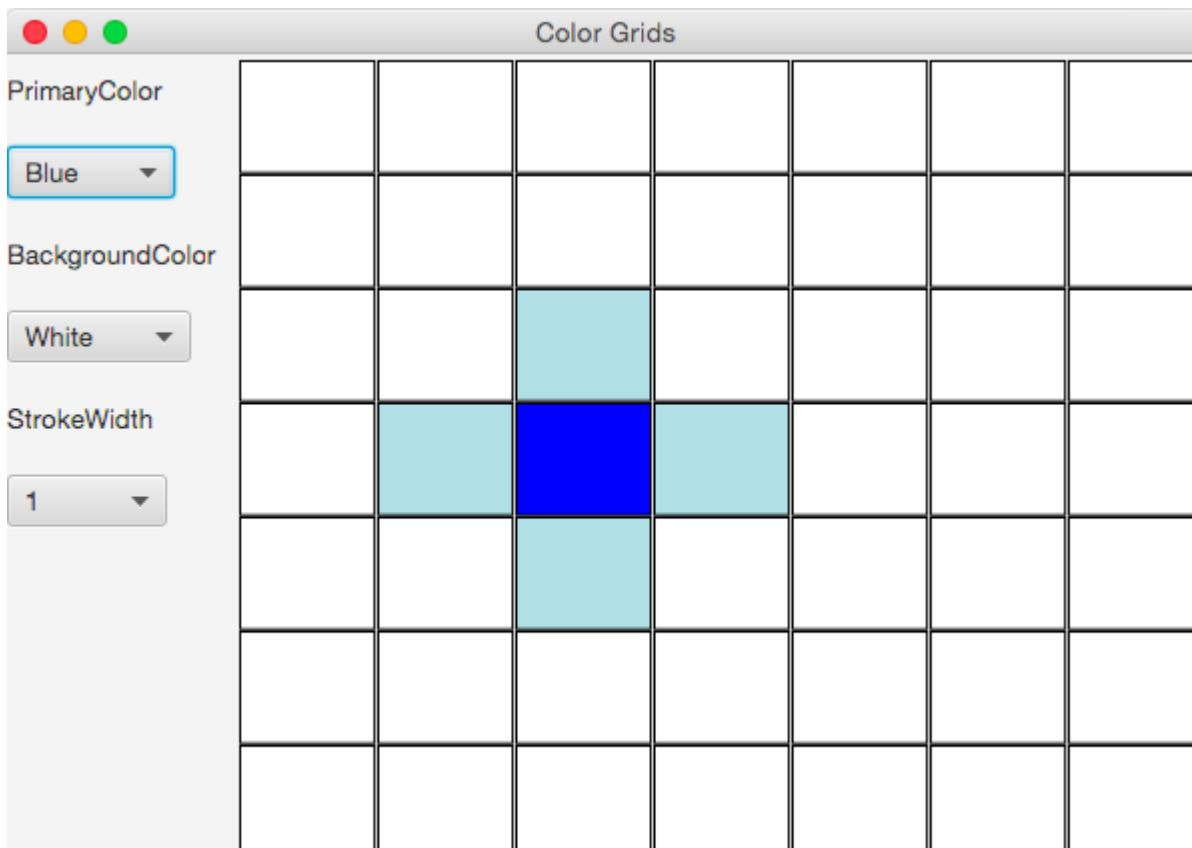 Color Grids
PrimaryColor
Blue
BackgroundColor
White
StrokeWidth
1